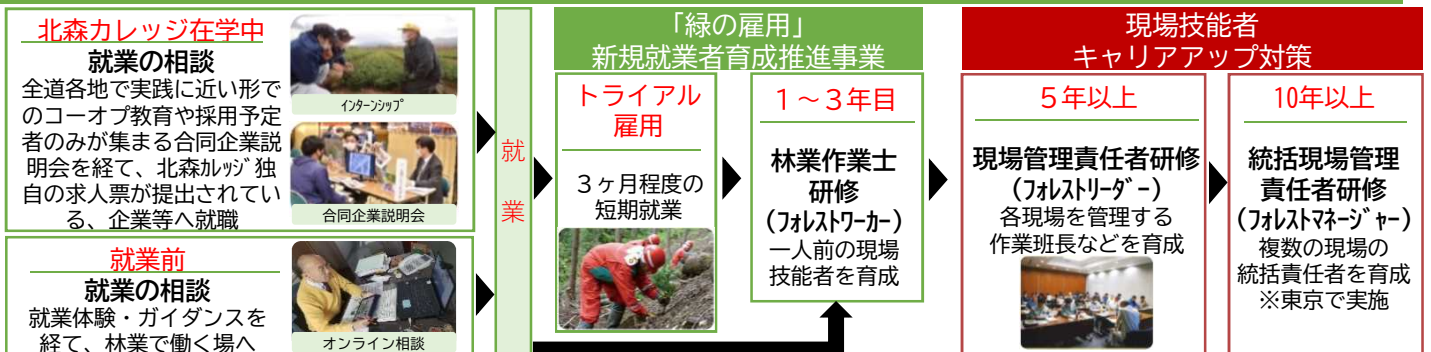 北森カレッジ在学中
就業の相談
全道各地で実践に近い形で
のコーオプ教育や採用予定
者のみが集まる合同企業説
明会を経て、北森ｶﾚｯｼﾞ独
自の求人票が提出されてい
る、企業等へ就職
ｲﾝﾀｰﾝｼｯﾌﾟ
合同企業説明会
就業前
就業の相談
就業体験・ガイダンスを
経て、林業で働く場へ
オンライン相談
就
業
「緑の雇用」
新規就業者育成推進事業
トライアル
雇用
３ヶ月程度の
短期就業
１～３年目
林業作業士
研修
（ﾌｫﾚｽﾄﾜｰｶｰ）
一人前の現場
技能者を育成
現場技能者
キャリアアップ対策
５年以上
現場管理責任者研修
（ﾌｫﾚｽﾄﾘｰﾀﾞｰ）
各現場を管理する
作業班長などを育成
10年以上
統括現場管理
責任者研修
（ﾌｫﾚｽﾄﾏﾈｰｼﾞｬｰ）
複数の現場の
統括責任者を育成
※東京で実施